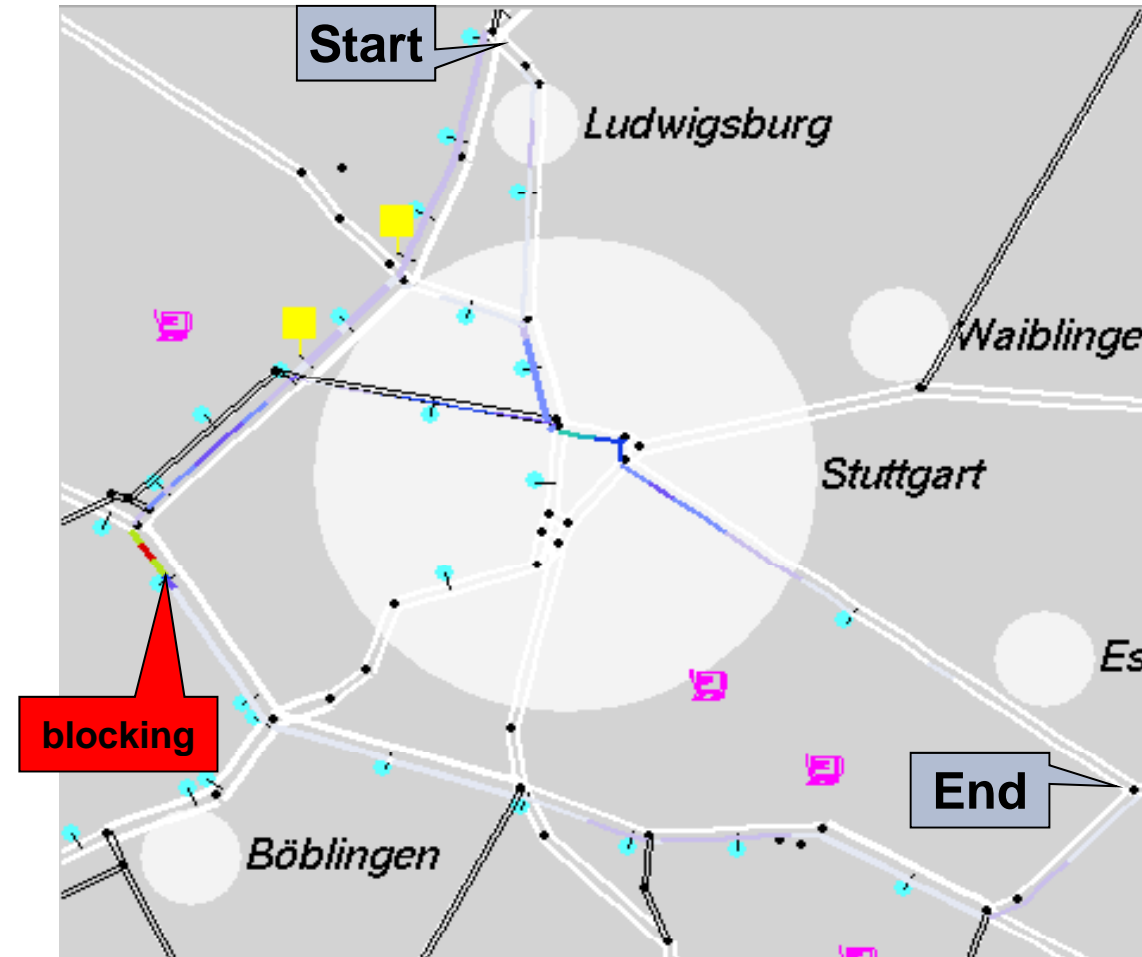 Start
Ludwigsburg
Waiblinge
Stuttgart
Es
blocking
End
Böblingen